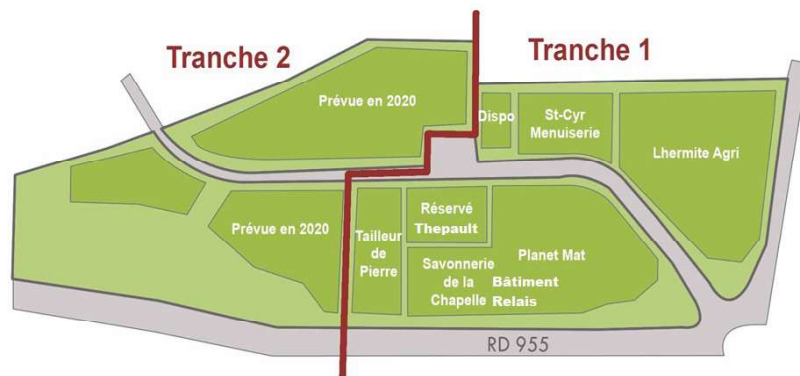 Tranche 2
Tranche 1
Prévue en 2020
Dispo
St-Cyr
Menuiserie
Lhermite Agri
Prévue en 2020
Tailleur
de
Pierre
Réservé
Thepault
Planet Mat
Savonnerie
de la
Chapelle
Bâtiment
Relais
RD 955